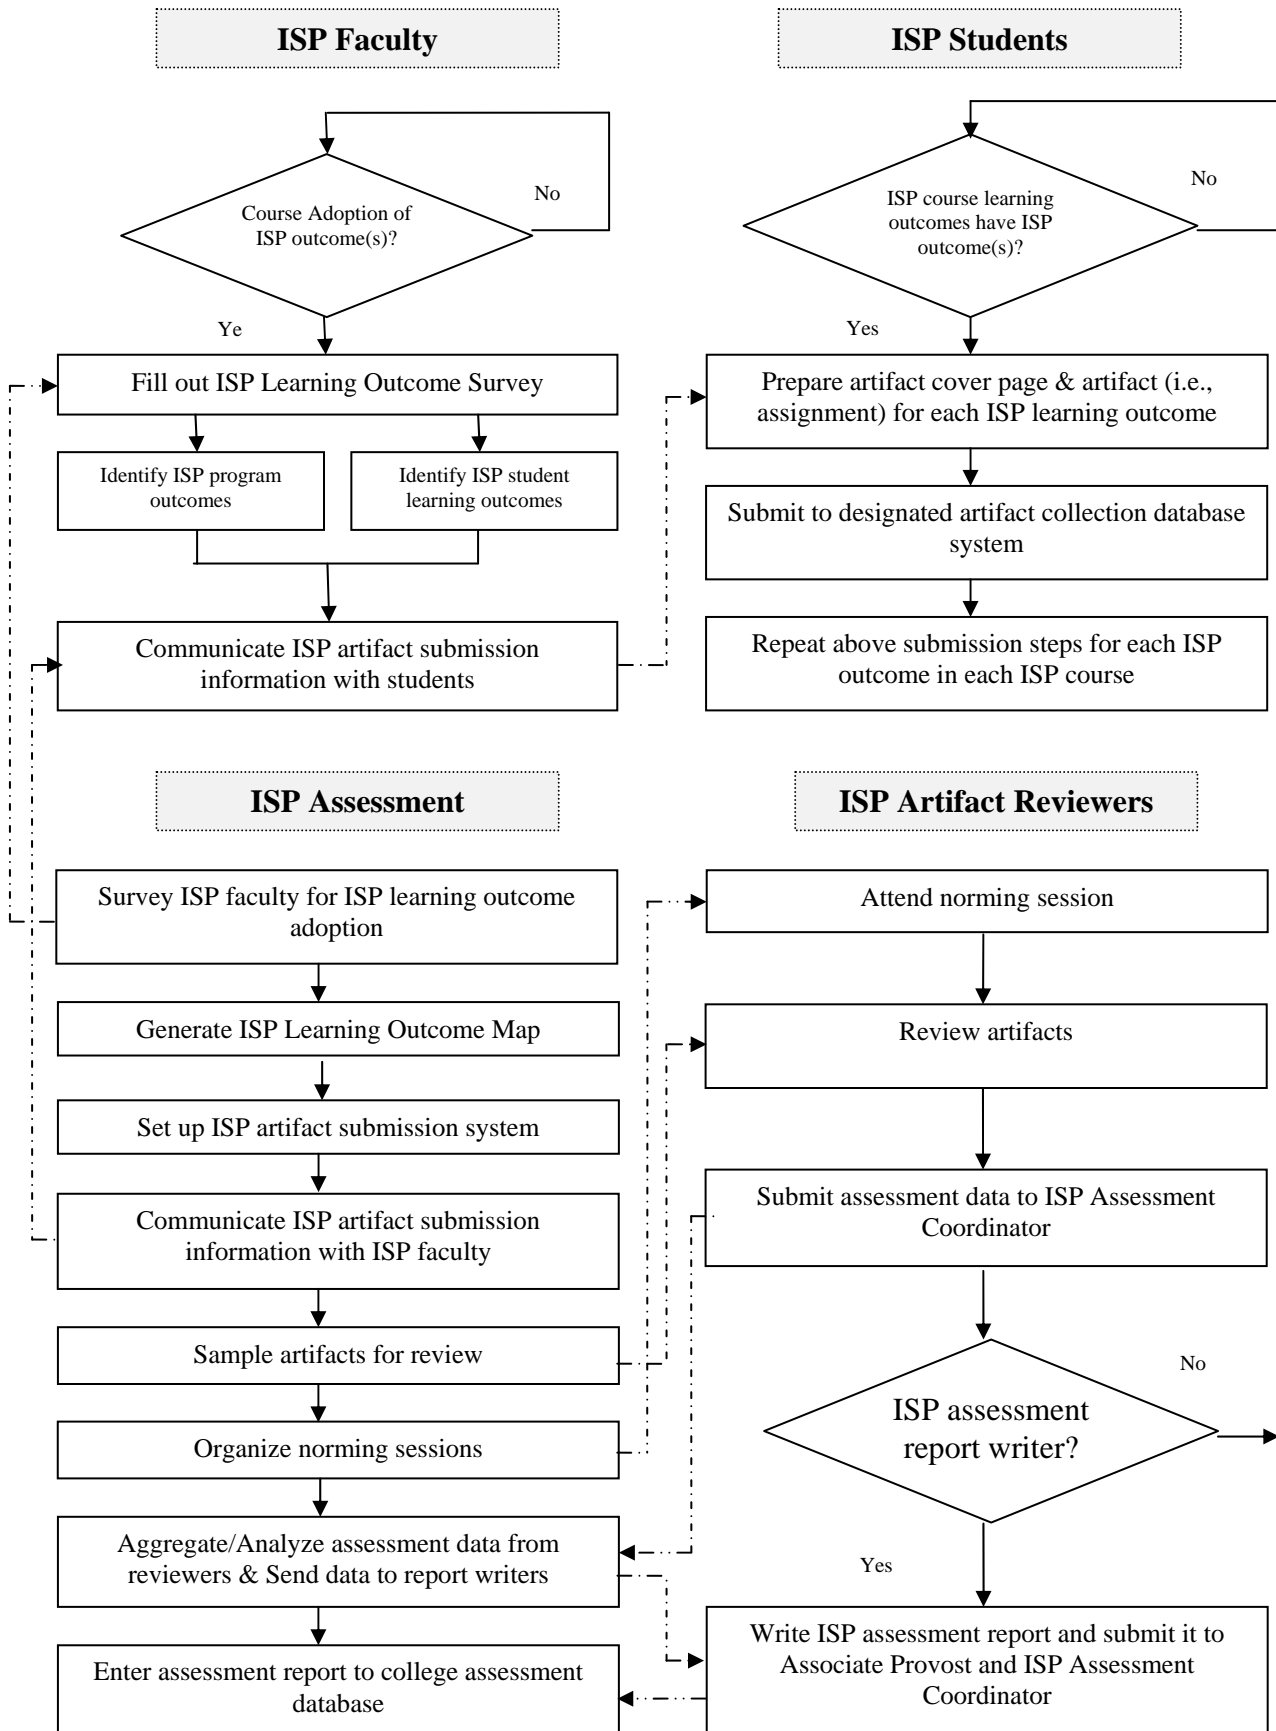 ISP Faculty
No
Course Adoption of
ISP outcome(s)?
Ye
Fill out ISP Learning Outcome Survey
Identify ISP program
outcomes
Identify ISP student
learning outcomes
Communicate ISP artifact submission
information with students
ISP Students
No
ISP course learning
outcomes have ISP
outcome(s)?
Yes
Prepare artifact cover page & artifact (i.e.,
assignment) for each ISP learning outcome
Submit to designated artifact collection database
system
Repeat above submission steps for each ISP
outcome in each ISP course
ISP Assessment
Survey ISP faculty for ISP learning outcome
adoption
Generate ISP Learning Outcome Map
Set up ISP artifact submission system
Communicate ISP artifact submission
information with ISP faculty
Sample artifacts for review
Organize norming sessions
Aggregate/Analyze assessment data from
reviewers & Send data to report writers
Enter assessment report to college assessment
database
ISP Artifact Reviewers
Attend norming session
Review artifacts
Submit assessment data to ISP Assessment
Coordinator
No
ISP assessment
report writer?
Yes
Write ISP assessment report and submit it to
Associate Provost and ISP Assessment
Coordinator